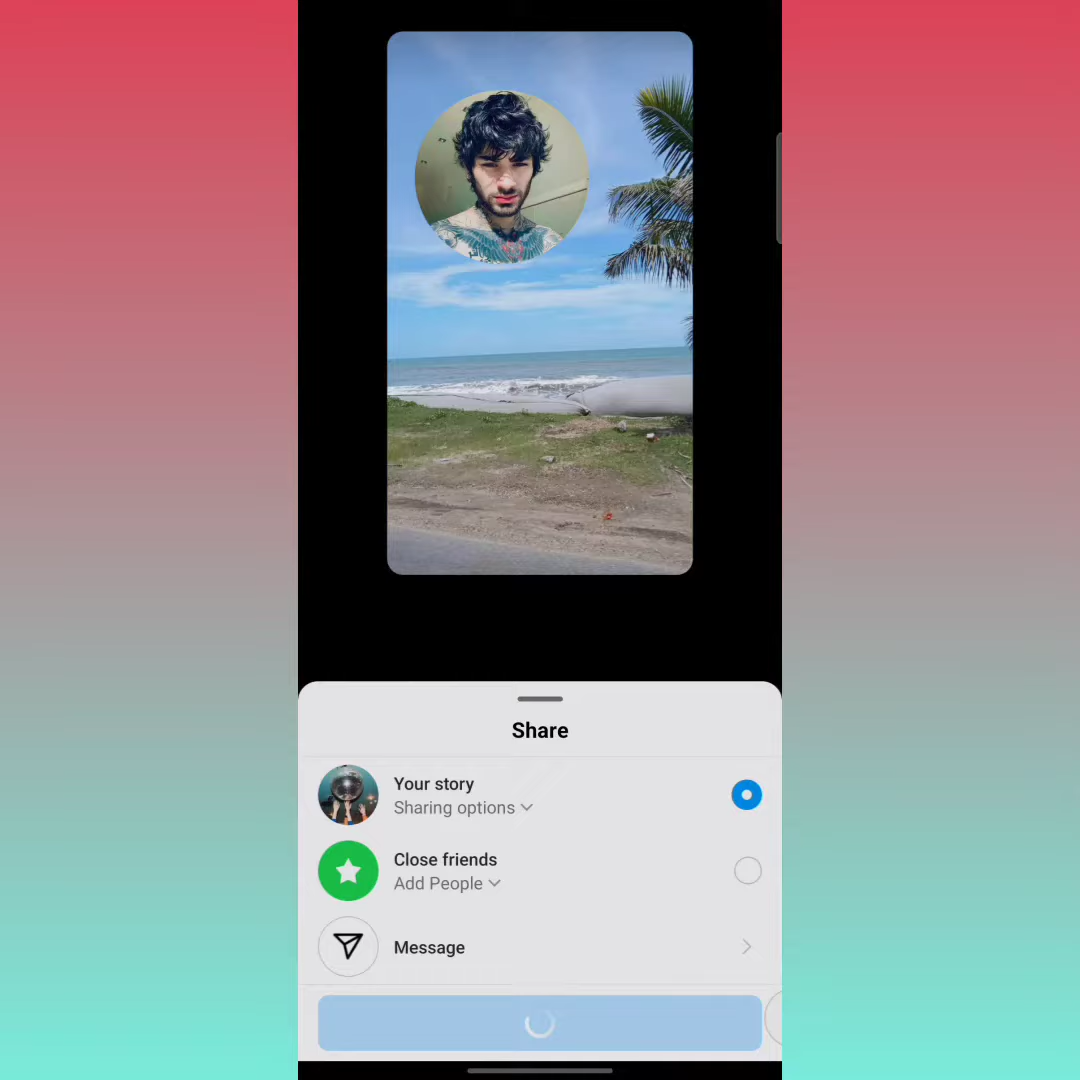 Share
Your story
Sharing options
Close friends
Add People
Message